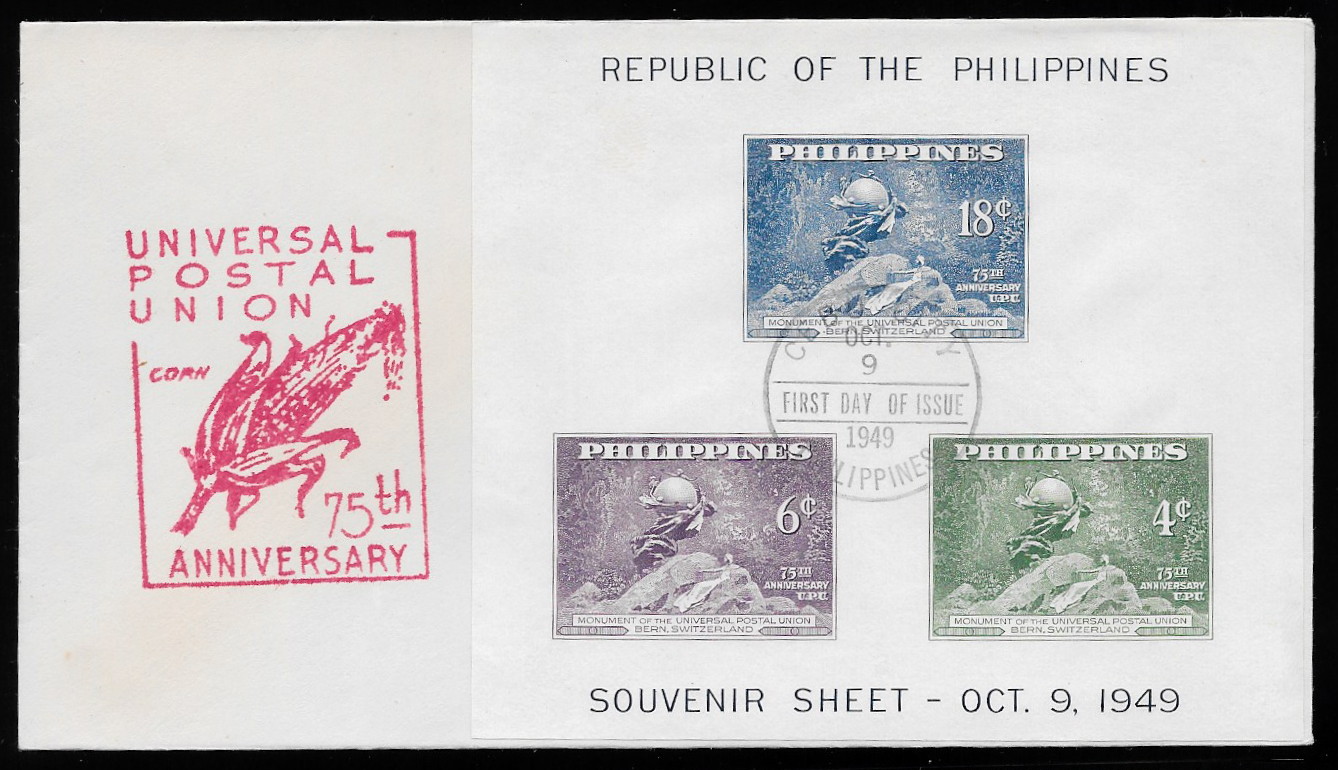 UNIVERSAL
POSTAL
UNION
CORN
75th
ANNIVERSARY
REPUBLIC OF THE PHILIPPINES
PHILIPPINES
18¢
75TH
ANNIVERSARY
U.P.U.
MONUMENT OF THE UNIVERSAL POSTAL UNION
BERN, SWITZERLAND
OCT.
9
FIRST DAY OF ISSUE
1949
PHILIPPINES
PHILIPPINES
6¢
75TH
ANNIVERSARY
U.P.U.
MONUMENT OF THE UNIVERSAL POSTAL UNION
BERN, SWITZERLAND
PHILIPPINES
4¢
75TH
ANNIVERSARY
U.P.U.
MONUMENT OF THE UNIVERSAL POSTAL UNION
BERN, SWITZERLAND
SOUVENIR SHEET - OCT. 9, 1949